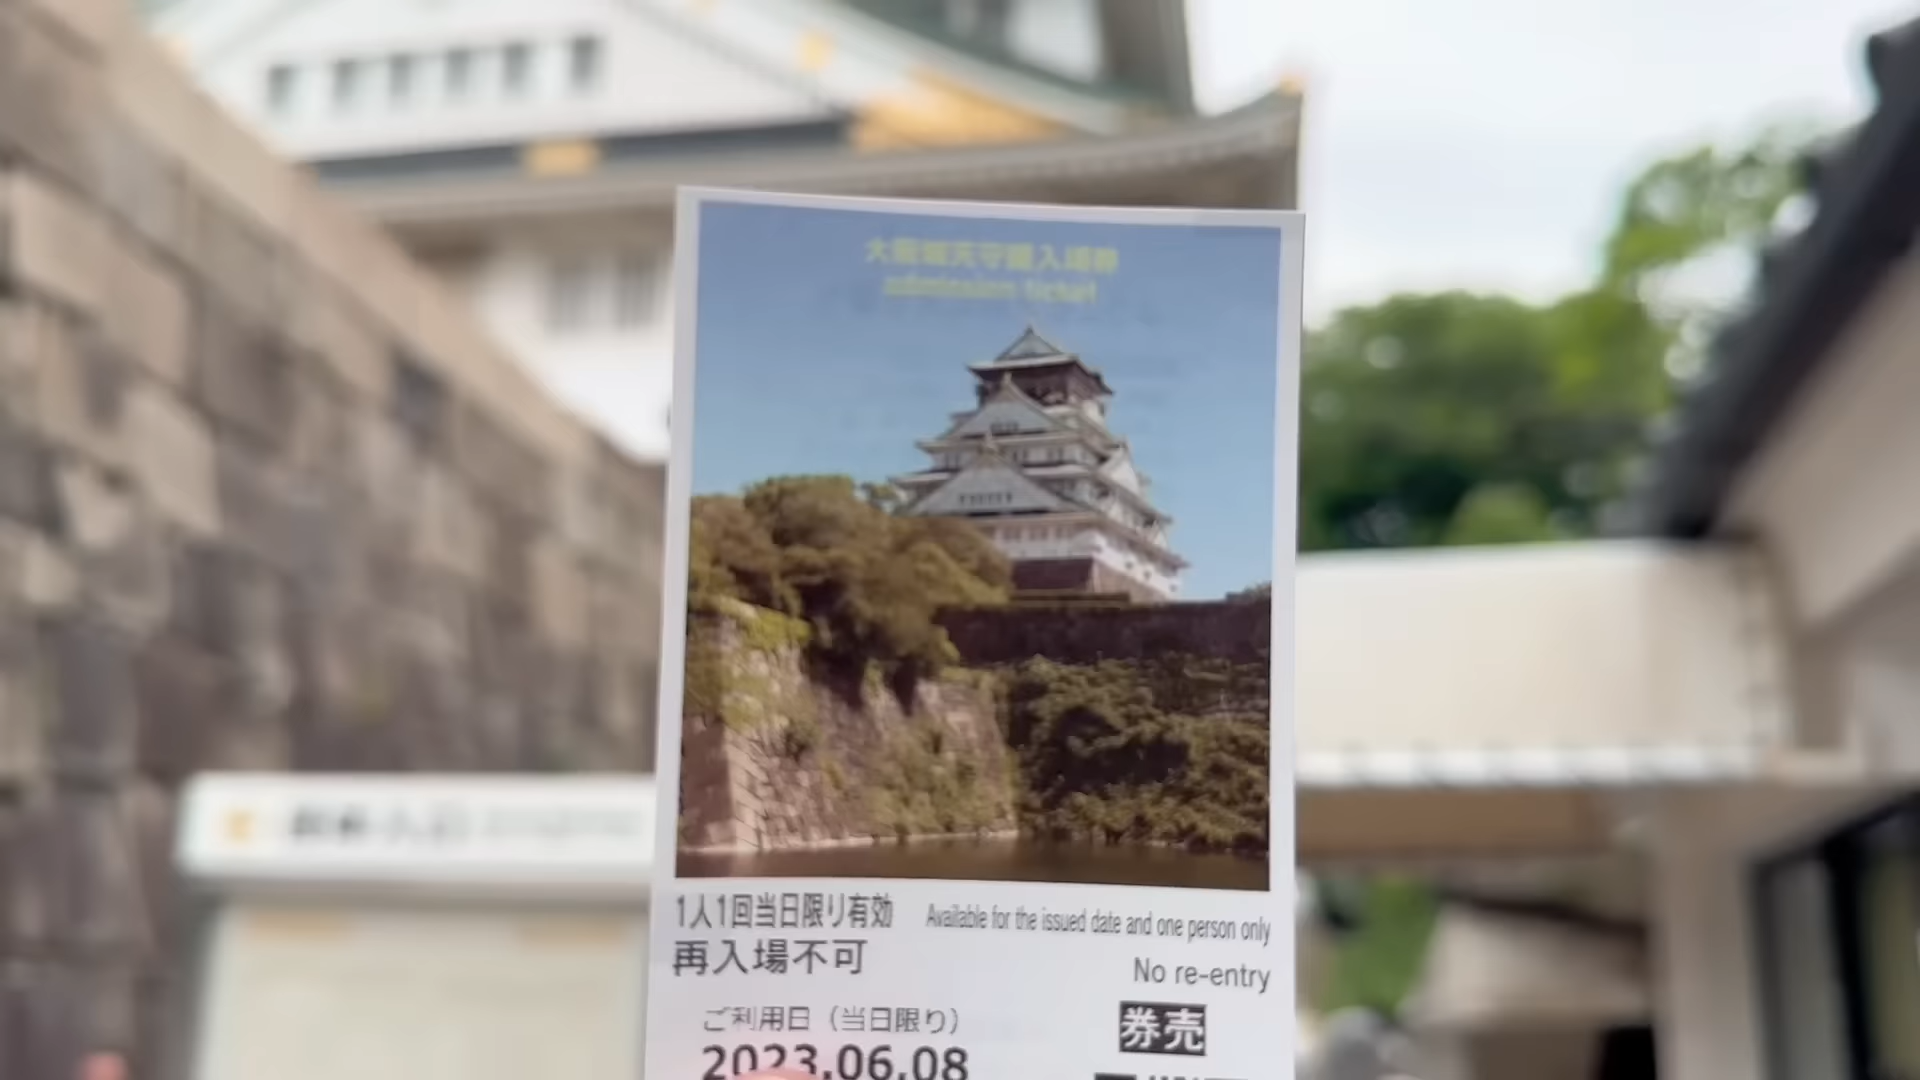 大阪城天守閣入場券
admission ticket
1人1回当日限り有効
Available for the issued date and one person only
再入場不可
No re-entry
ご利用日（当日限り）
券売
2023.06.08